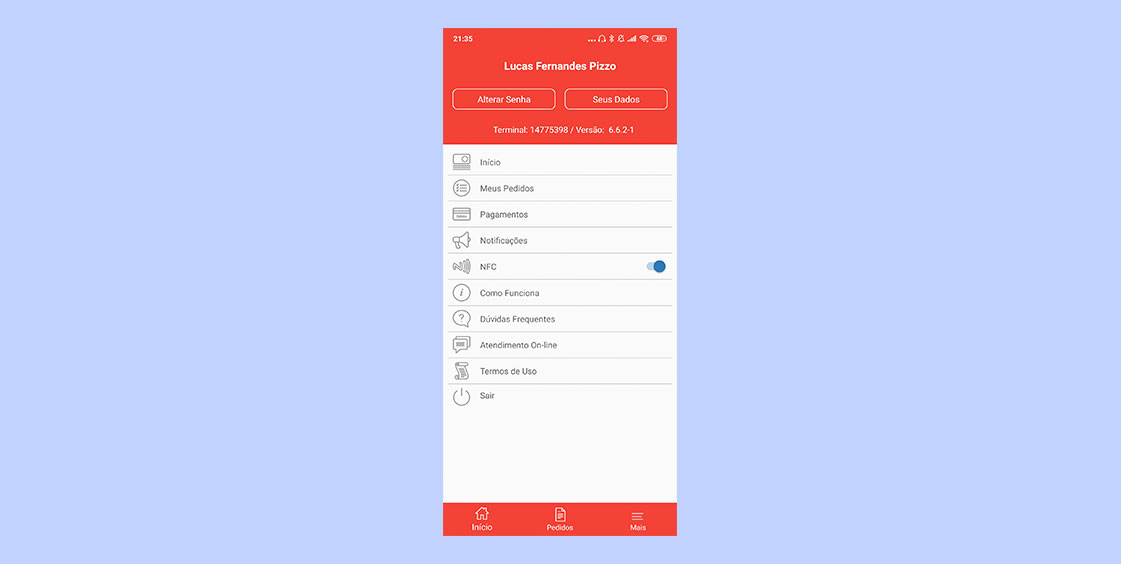 21:35
Lucas Fernandes Pizzo
Alterar Senha
Seus Dados
Terminal: 14775398 / Versão: 6.6.2-1
Início
Meus Pedidos
Pagamentos
Notificações
NFC
Como Funciona
Dúvidas Frequentes
Atendimento On-line
Termos de Uso
Sair
Início
Pedidos
Mais